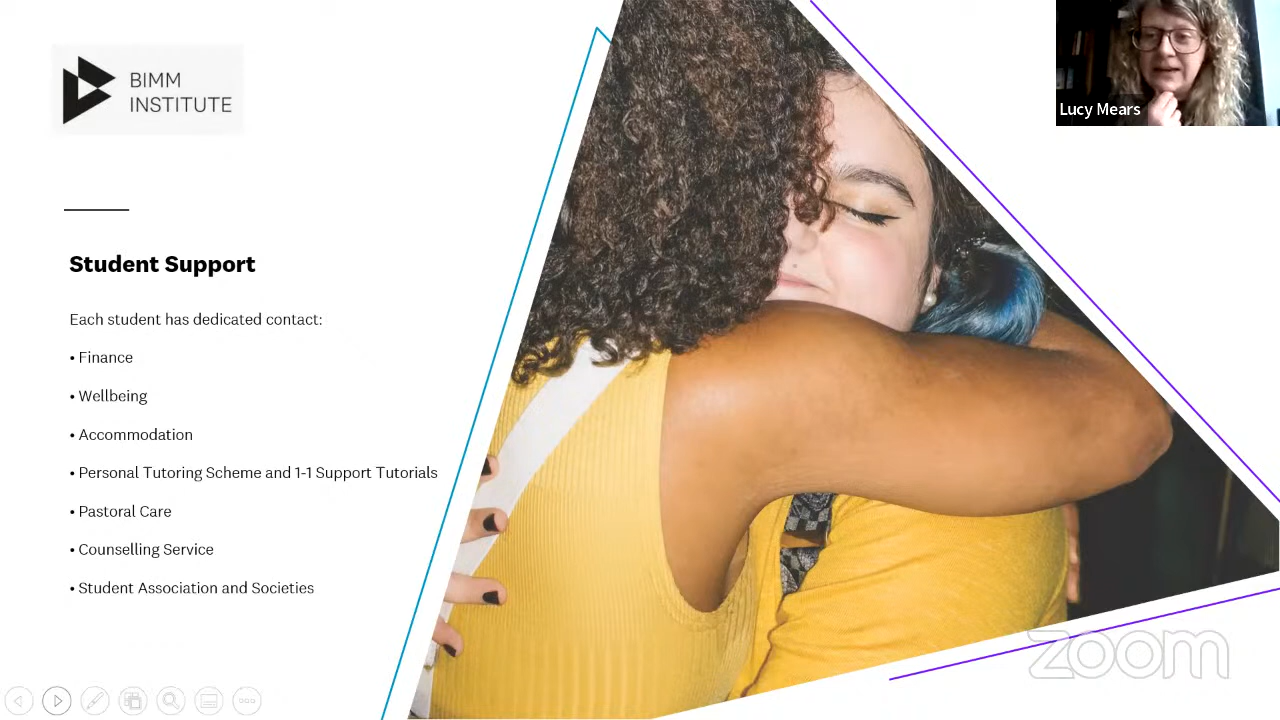 BIMM
INSTITUTE
Lucy Mears
Student Support
Each student has dedicated contact:
• Finance
• Wellbeing
• Accommodation
• Personal Tutoring Scheme and 1-1 Support Tutorials
• Pastoral Care
• Counselling Service
• Student Association and Societies
zoom